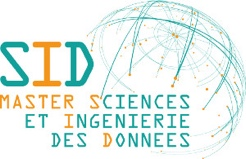 SID
MASTER SCIENCES
ET INGENIERIE
DES DONNEES